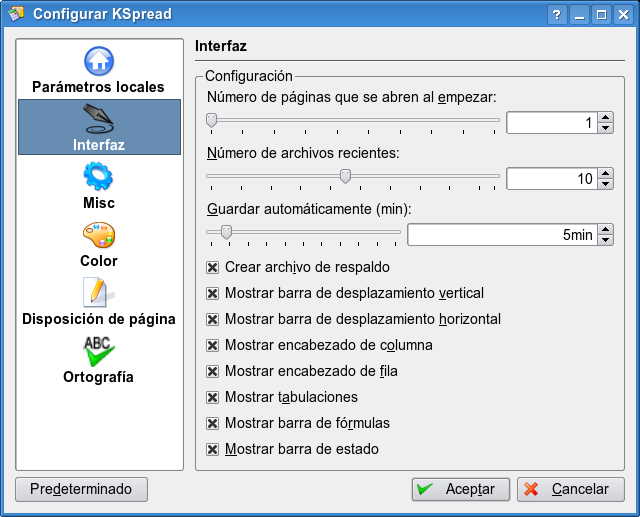 Configurar KSpread
Parámetros locales
Interfaz
Misc
Color
Disposición de página
ABC
Ortografía
Interfaz
Configuración
Número de páginas que se abren al empezar:
1
Número de archivos recientes:
10
Guardar automáticamente (min):
5min
Crear archivo de respaldo
Mostrar barra de desplazamiento vertical
Mostrar barra de desplazamiento horizontal
Mostrar encabezado de columna
Mostrar encabezado de fila
Mostrar tabulaciones
Mostrar barra de fórmulas
Mostrar barra de estado
Predeterminado
Aceptar
Cancelar